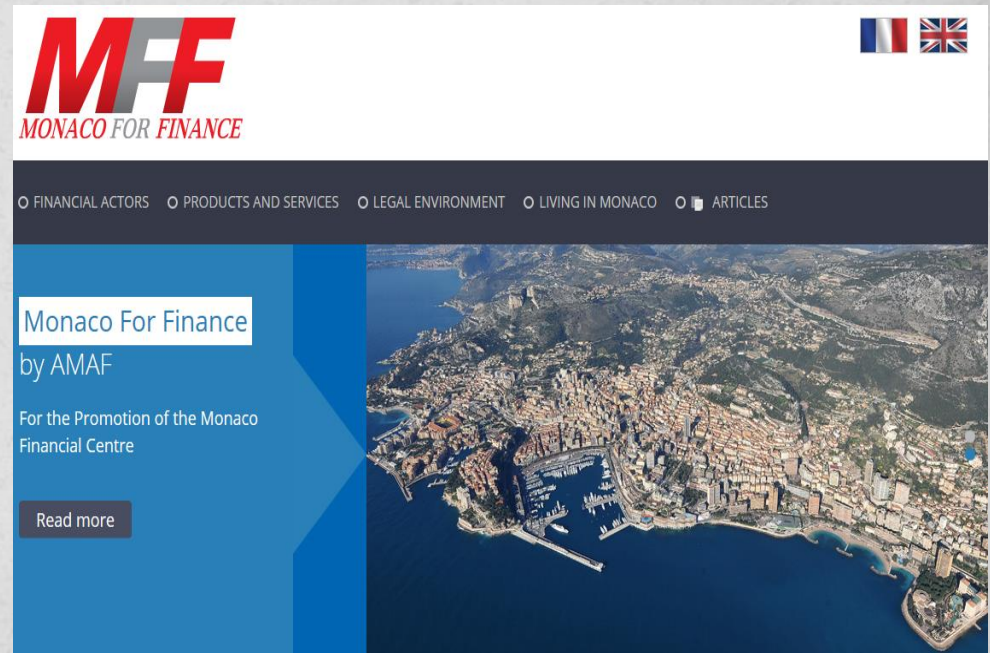 MFF
MONACO FOR FINANCE
FINANCIAL ACTORS PRODUCTS AND SERVICES LEGAL ENVIRONMENT LIVING IN MONACO ARTICLES
Monaco For Finance
by AMAF
For the Promotion of the Monaco
Financial Centre
Read more